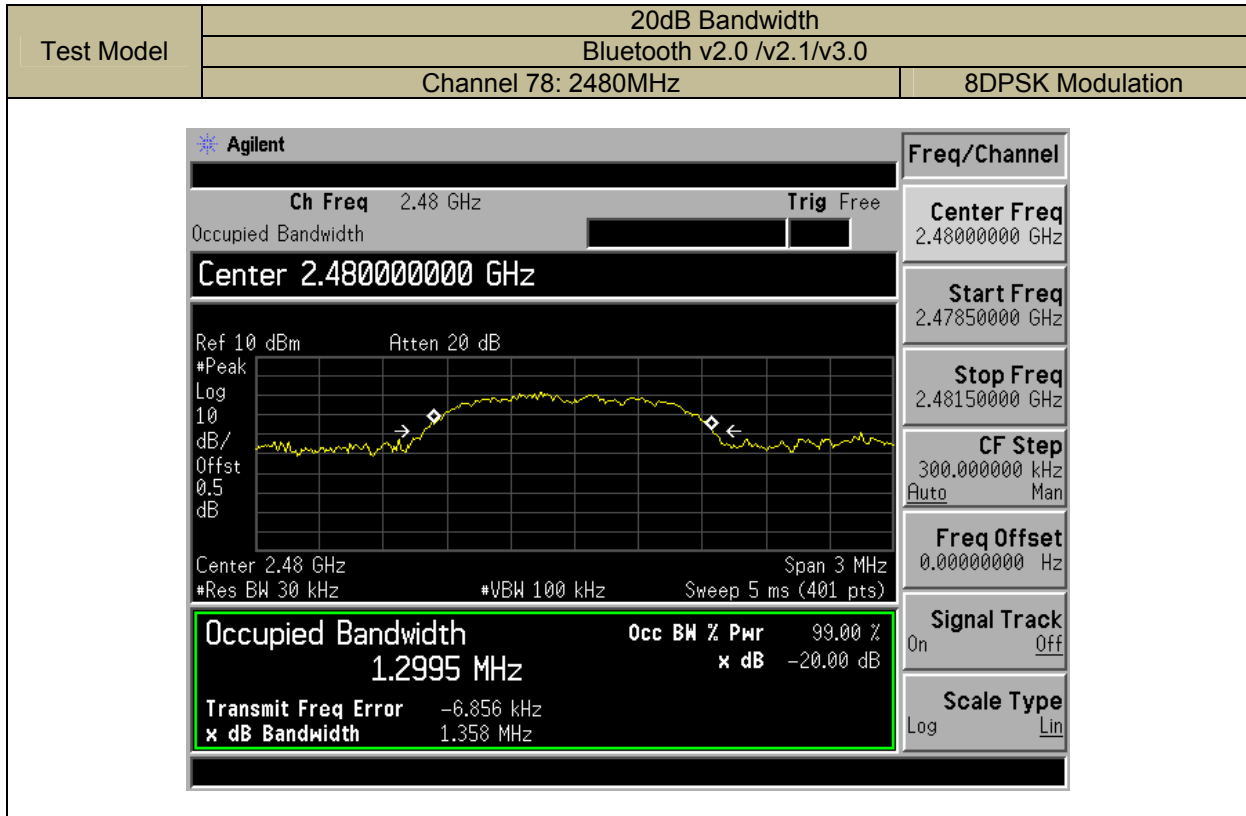 Test Model
20dB Bandwidth
Bluetooth v2.0 /v2.1/v3.0
Channel 78: 2480MHz
8DPSK Modulation
Agilent
Freq/Channel
Ch Freq 2.48 GHz
Trig Free
Occupied Bandwidth
Center 2.480000000 GHz
Ref 10 dBm
Atten 20 dB
#Peak
Log
10
dB/
Offst
0.5
dB
Center 2.48 GHz
Span 3 MHz
#Res BW 30 kHz
#VBW 100 kHz
Sweep 5 ms (401 pts)
Occupied Bandwidth
1.2995 MHz
Occ BW % Pwr 99.00 %
x dB -20.00 dB
Transmit Freq Error -6.856 kHz
x dB Bandwidth 1.358 MHz
Center Freq
2.48000000 GHz
Start Freq
2.47850000 GHz
Stop Freq
2.48150000 GHz
CF Step
300.000000 kHz
Auto Man
Freq Offset
0.00000000 Hz
Signal Track
On Off
Scale Type
Log Lin